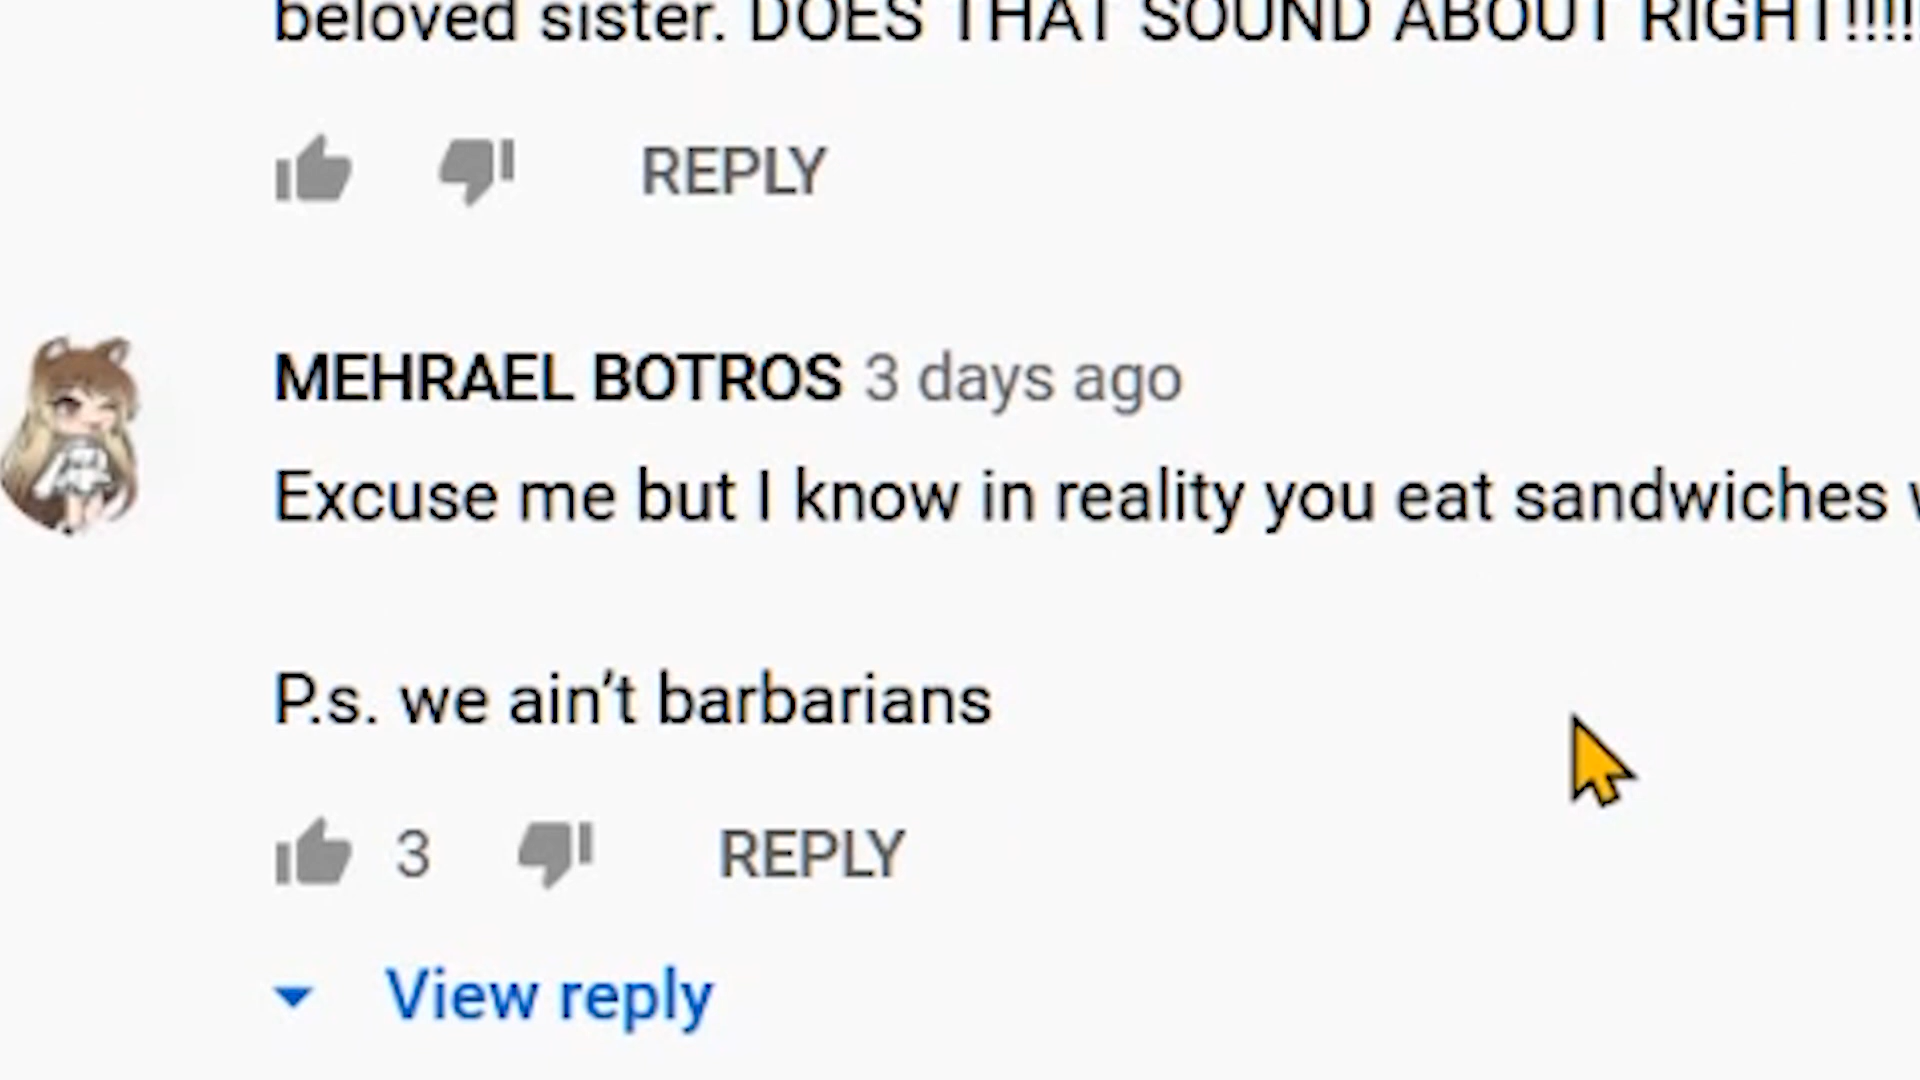 beloved sister. DOES THAT SOUND ABOUT RIGHT!!!!
REPLY
MEHRAEL BOTROS 3 days ago
Excuse me but I know in reality you eat sandwiches
P.s. we ain’t barbarians
3 REPLY
View reply